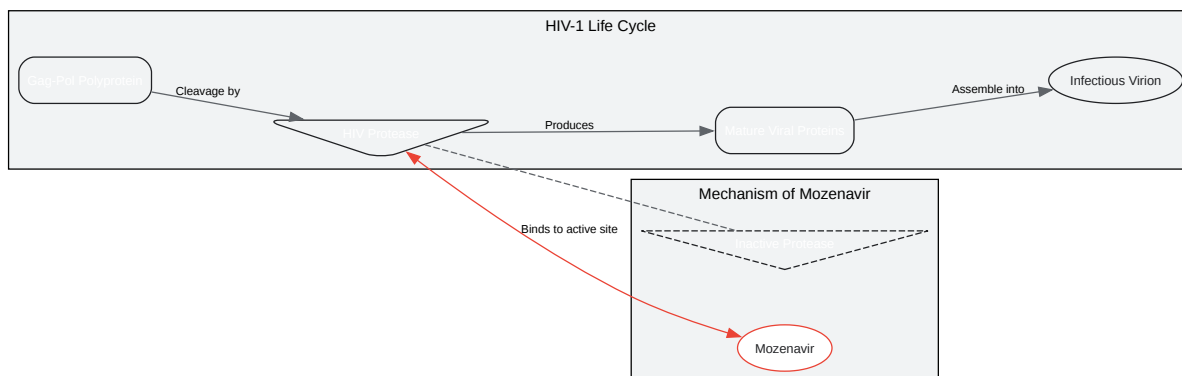 HIV-1 Life Cycle
Gag-Pol Polyprotein
Cleavage by
HIV Protease
Produces
Mature Viral Proteins
Assemble into
Infectious Virion
Mechanism of Mozenavir
Binds to active site
Inactive Protease
Mozenavir